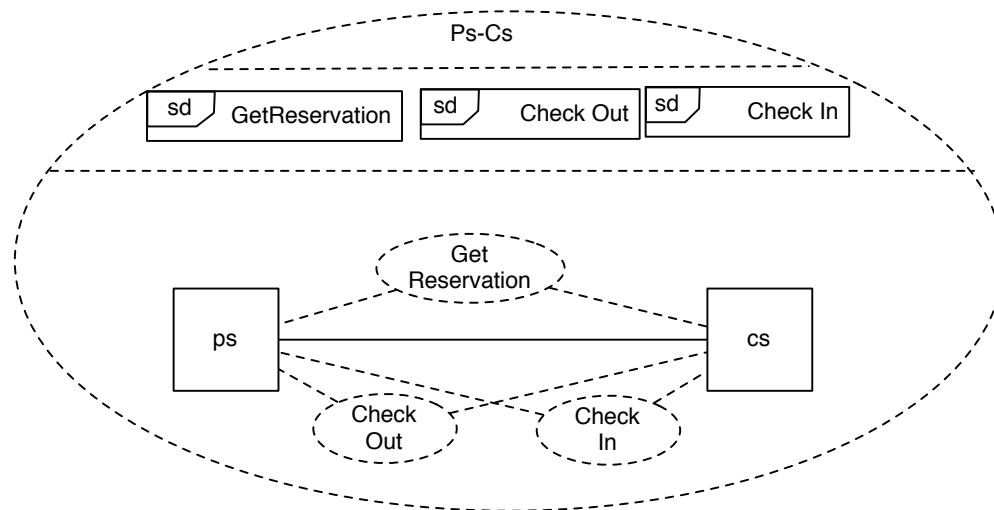 Ps-Cs
sd GetReservation
sd Check Out
sd Check In
Get
Reservation
ps
cs
Check
Out
Check
In